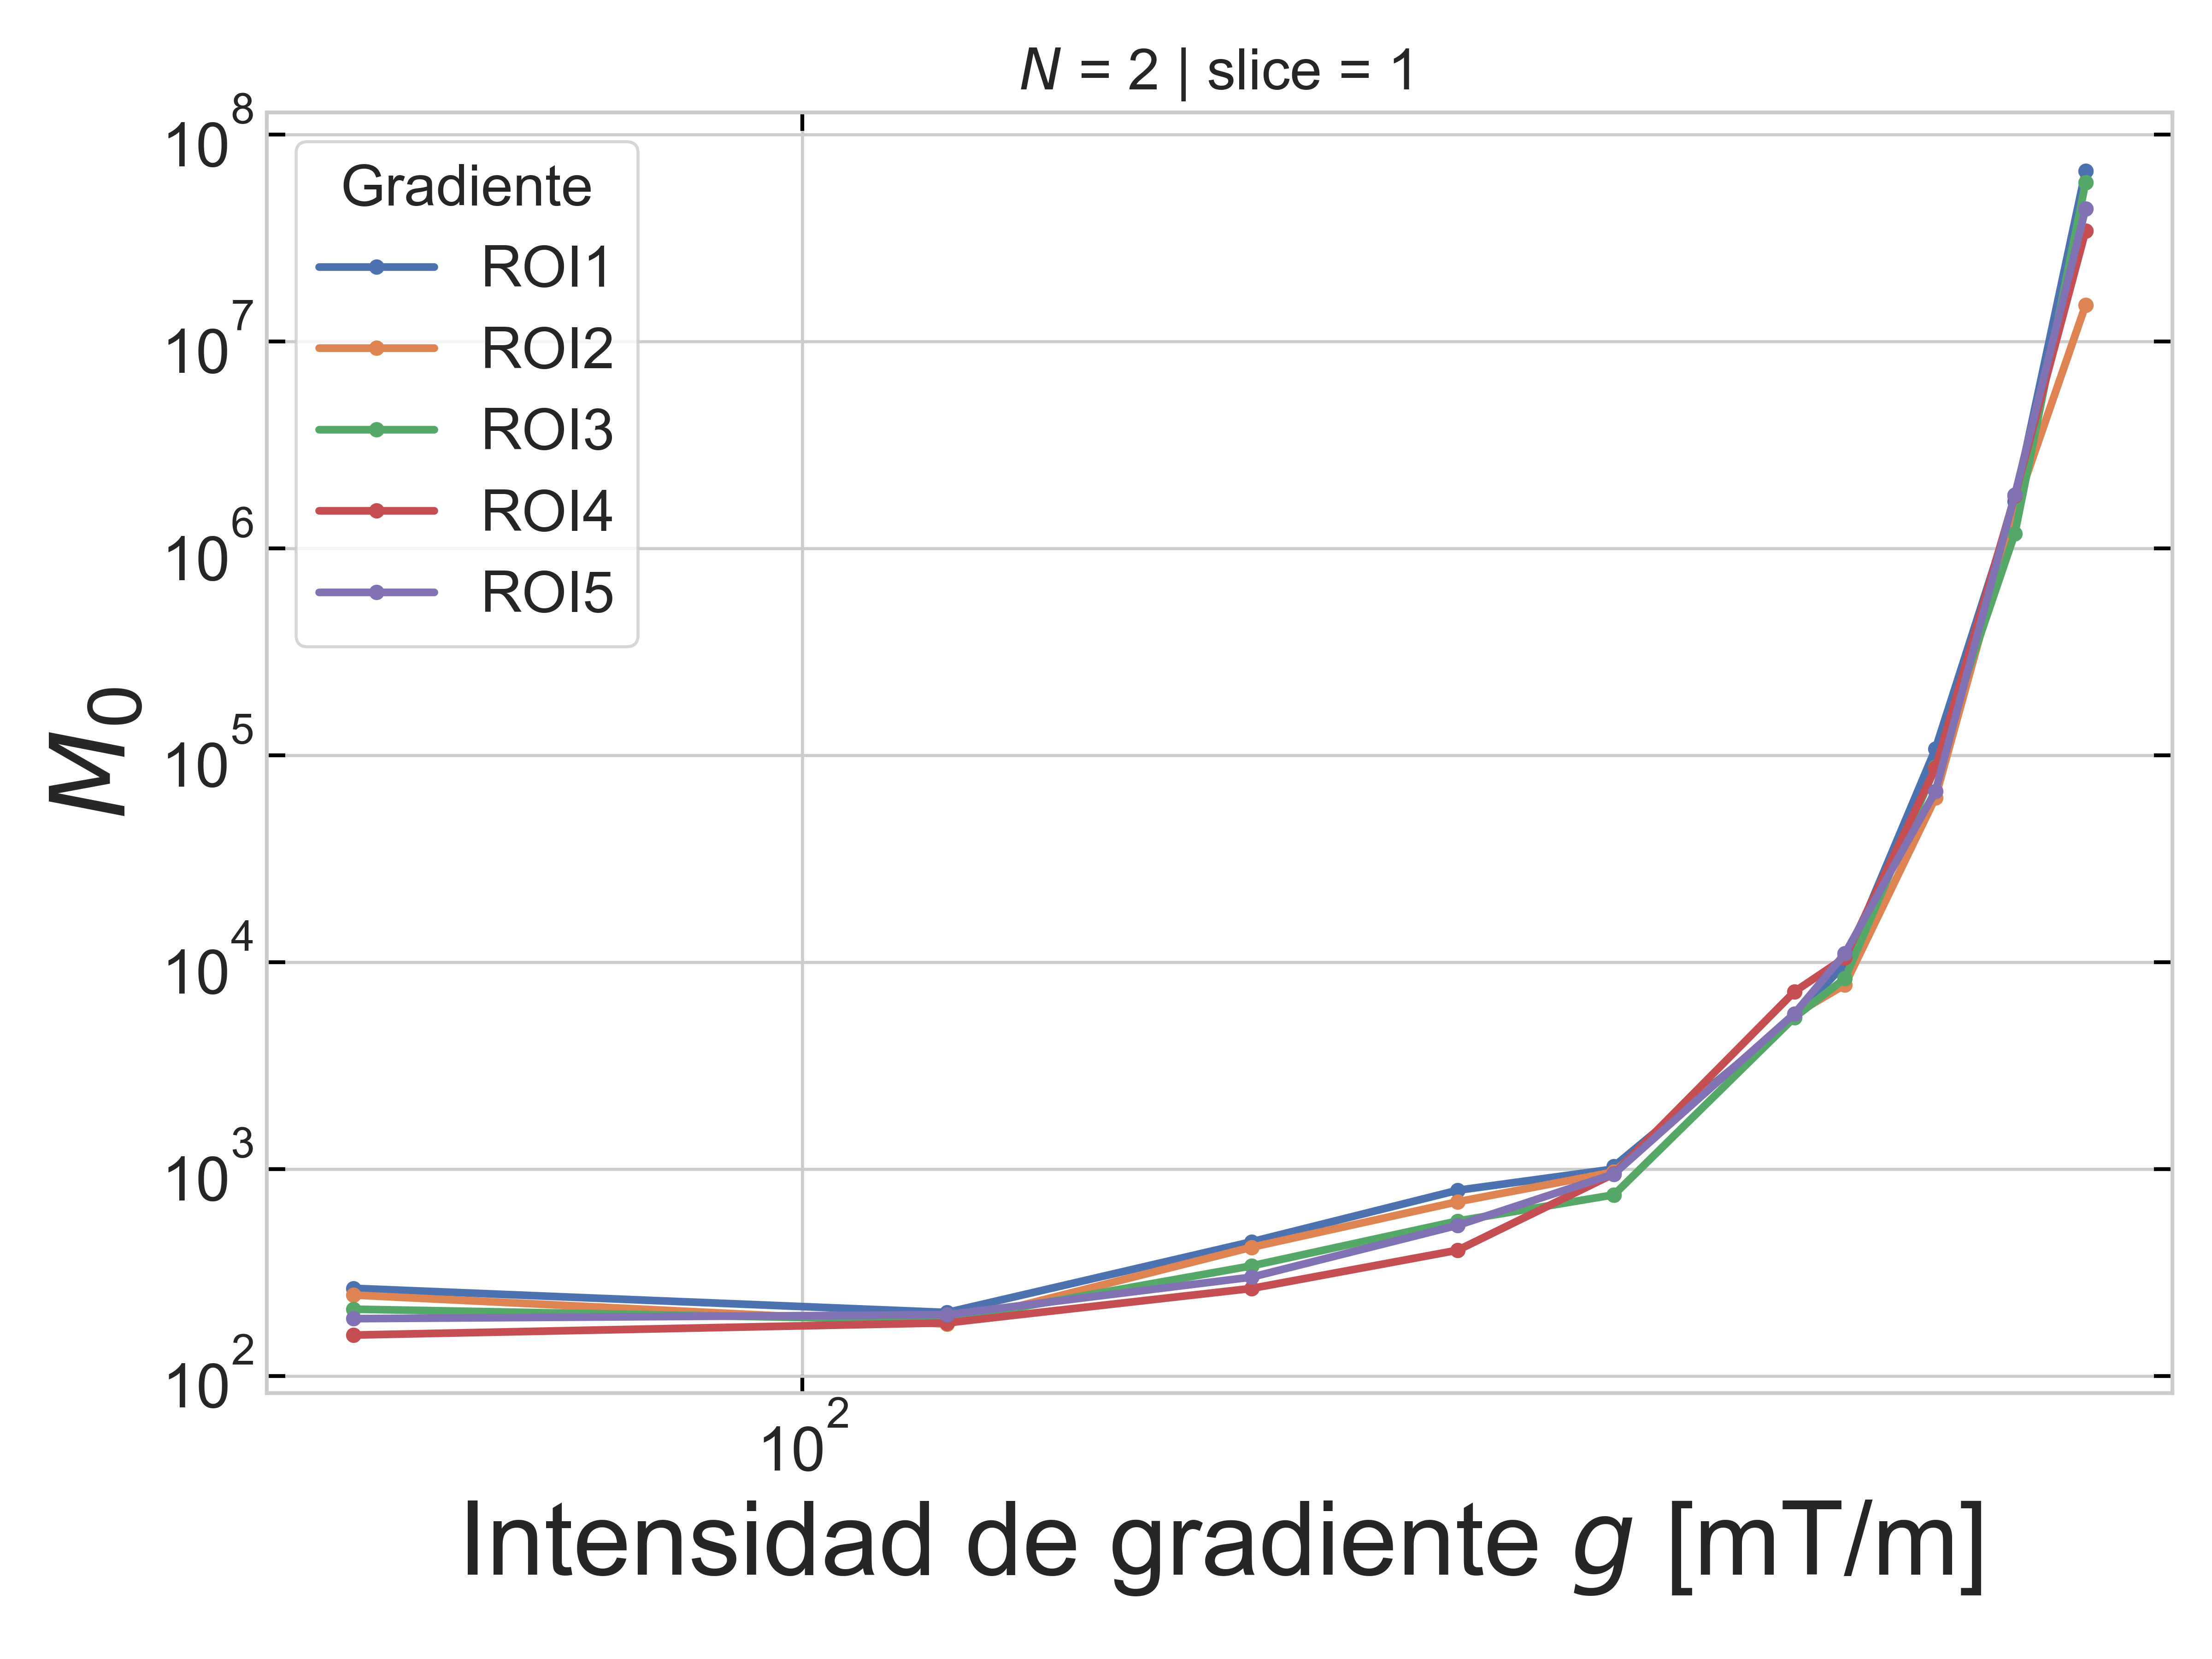 N = 2 | slice = 1
Gradiente
ROI1
ROI2
ROI3
ROI4
ROI5
10^8
10^7
10^6
10^5
10^4
10^3
10^2
M_0
10^2
Intensidad de gradiente g [mT/m]